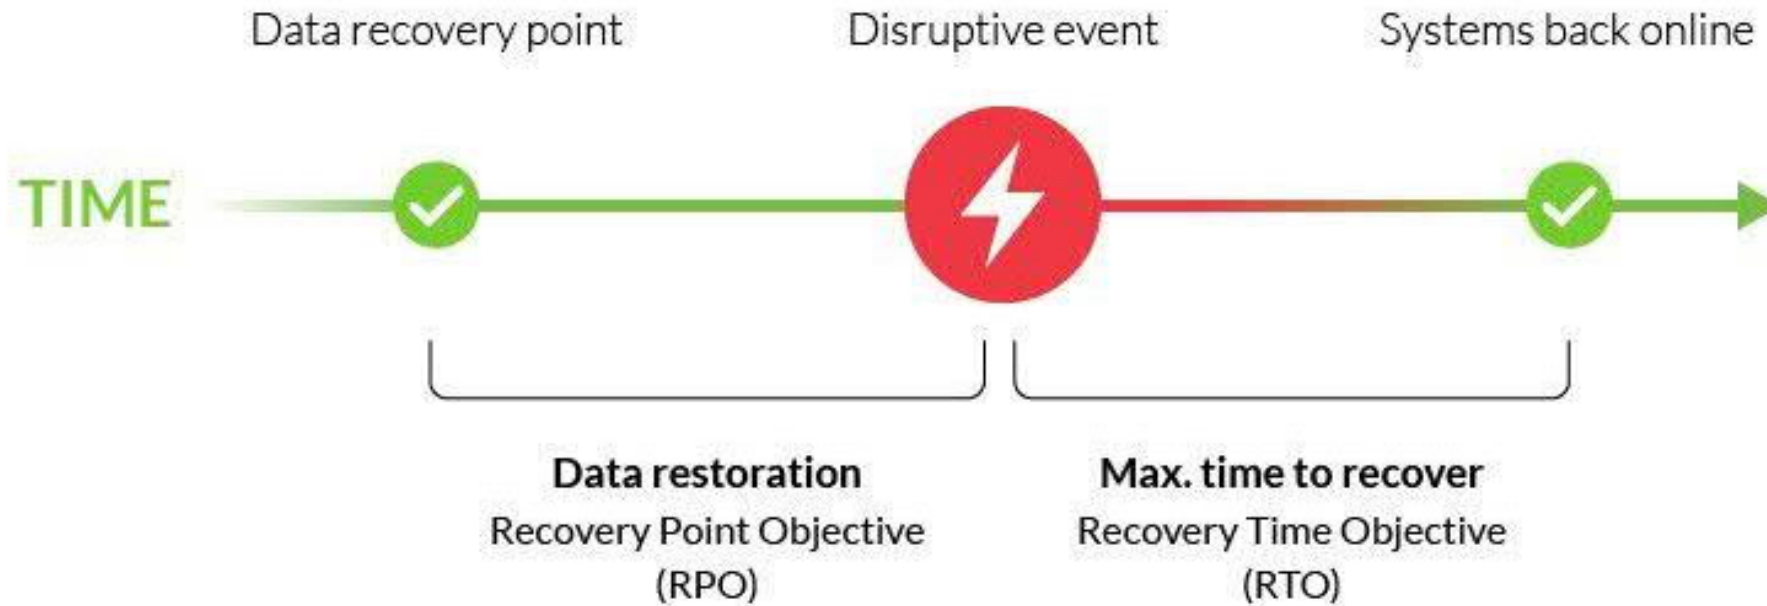 Data recovery point
Disruptive event
Systems back online
TIME
Data restoration
Recovery Point Objective
(RPO)
Max. time to recover
Recovery Time Objective
(RTO)